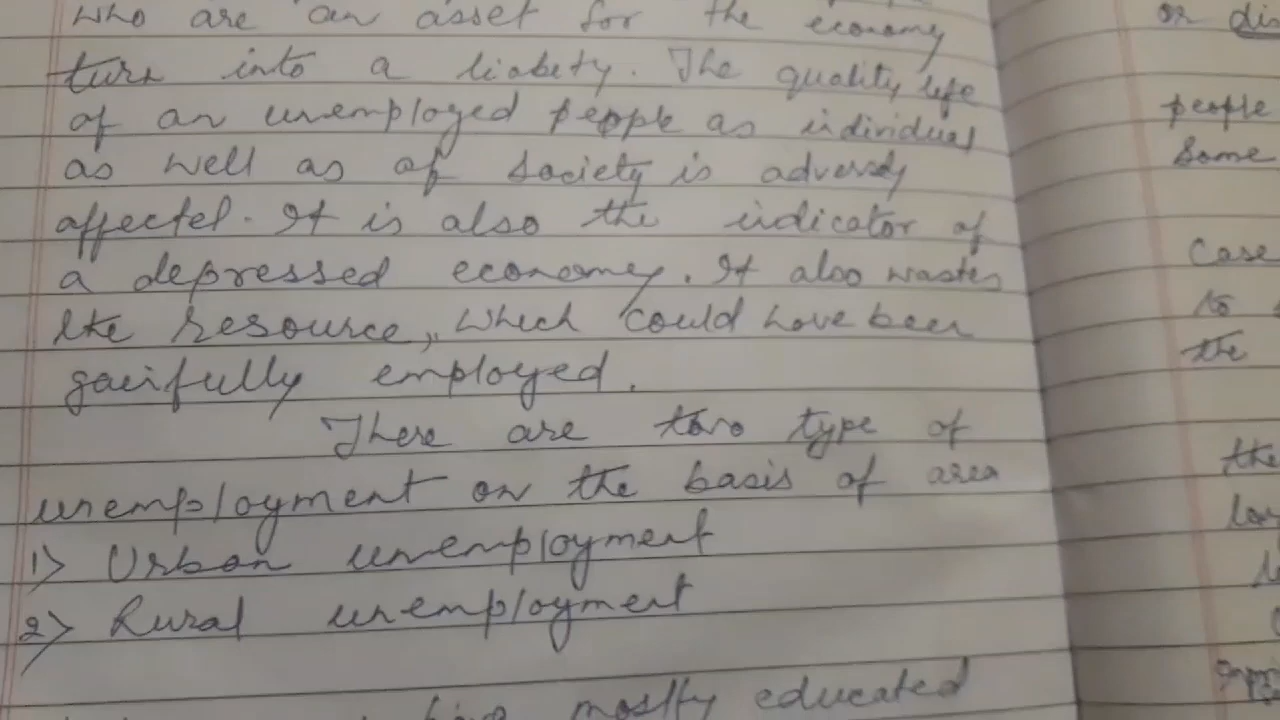 who are an asset for the economy
turn into a liabety. The quality life
of an unemployed pepple as individual
as well as of society is adversly
affected. It is also the indicator of
a depressed economey. It also wastes
the resource, which could have been
gaifully employed.
There are two type of
unemployment on the basis of area
1) Urban unemployment
2) Rural unemployment
mostly educated
or
people
Some
Case
to
the
the